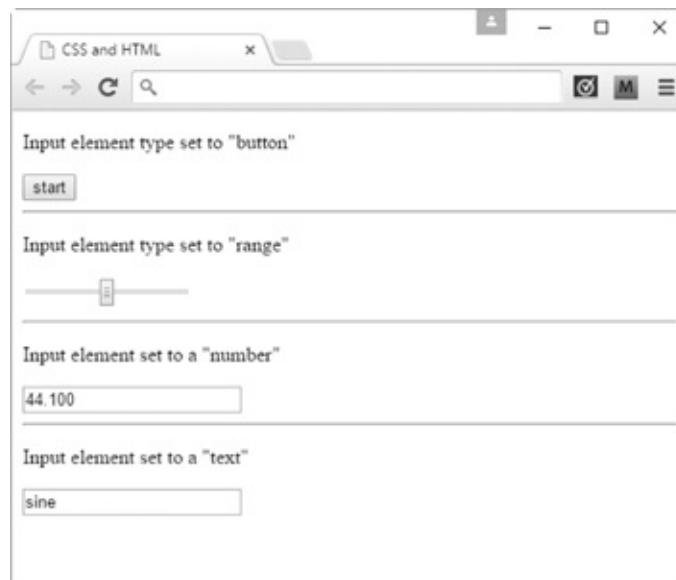 CSS and HTML
M
Input element type set to "button"
start
Input element type set to "range"
Input element set to a "number"
44.100
Input element set to a "text"
sine